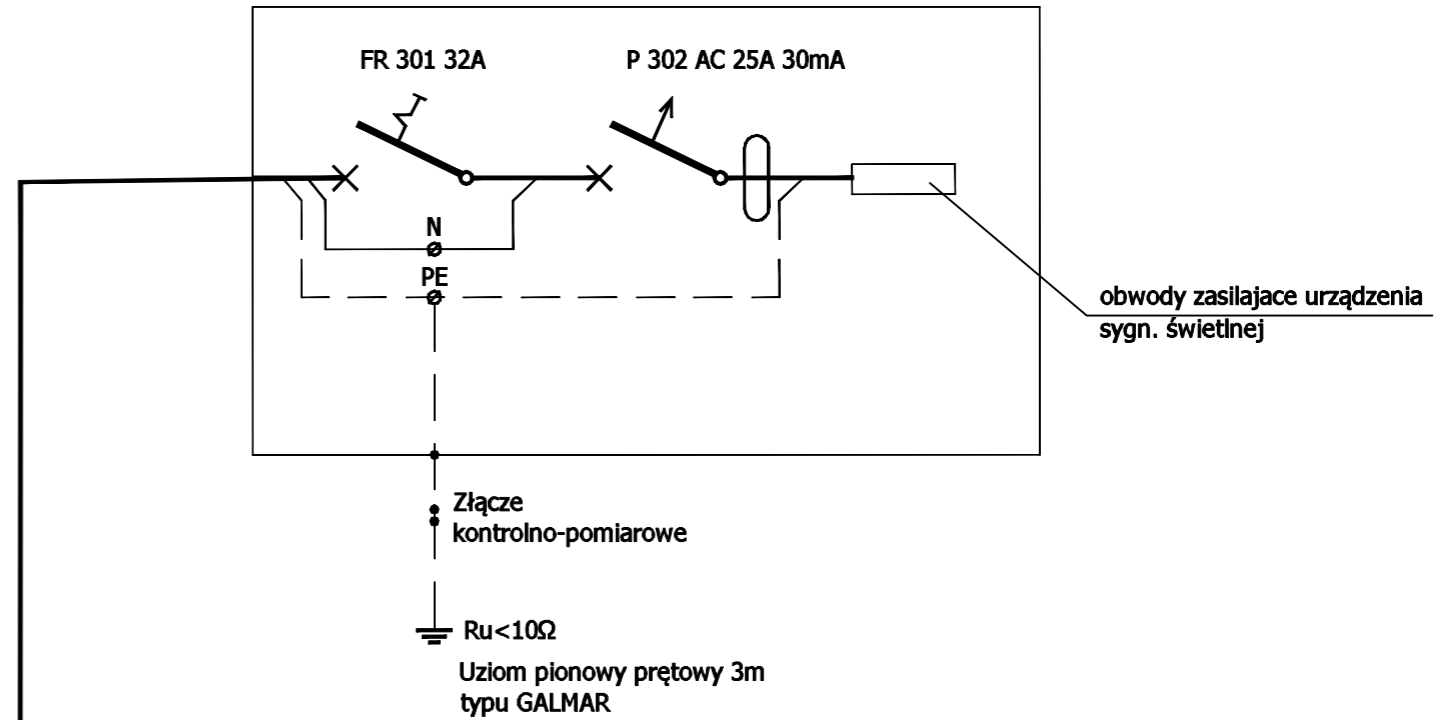 FR 301 32A
P 302 AC 25A 30mA
N
PE
obwody zasilajace urządzenia
sygn. świetlnej
Złącze
kontrolno-pomiarowe
Ru<10Ω
Uziom pionowy prętowy 3m
typu GALMAR